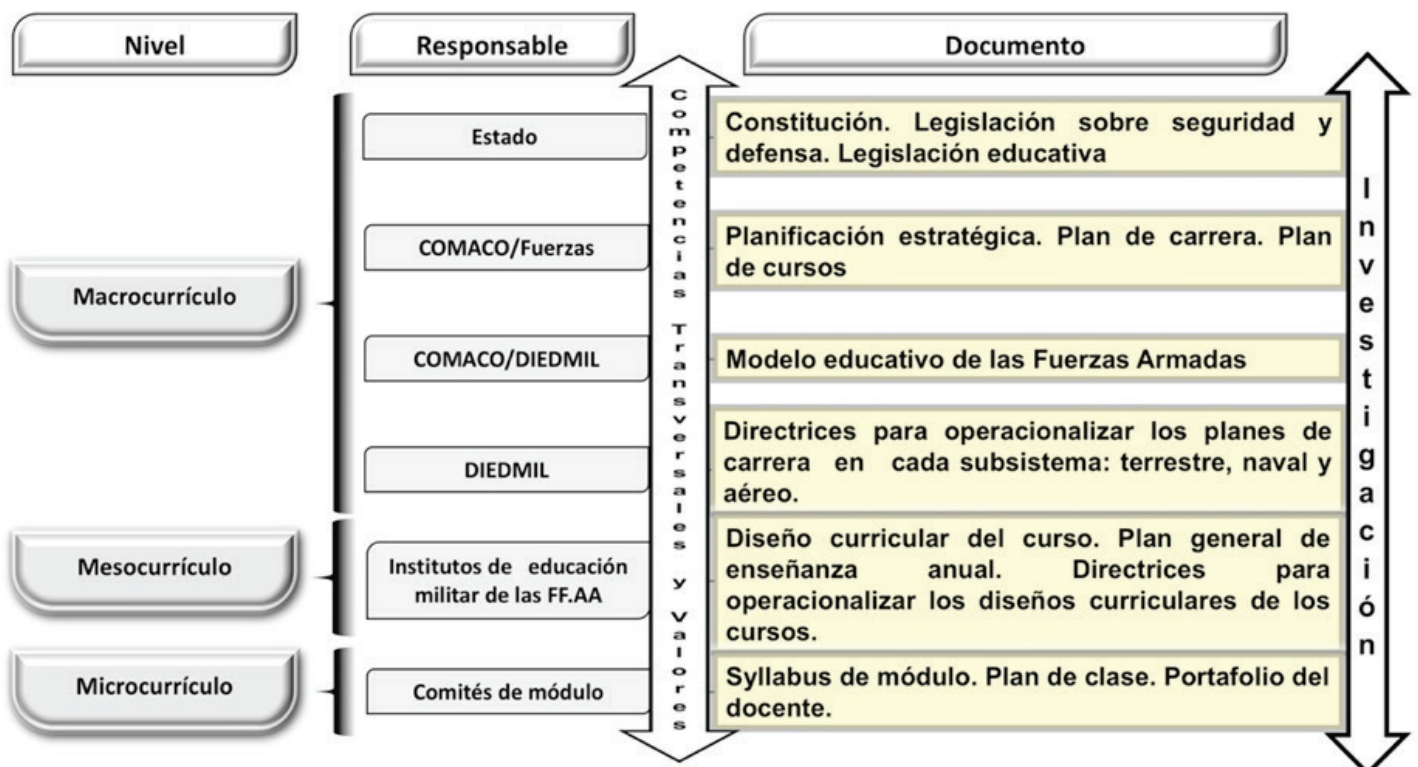 Nivel
Responsable
Documento
Macrocurrículo
Estado
Constitución. Legislación sobre seguridad y
defensa. Legislación educativa
COMACO/Fuerzas
Planificación estratégica. Plan de carrera. Plan
de cursos
COMACO/DIEDMIL
Modelo educativo de las Fuerzas Armadas
DIEDMIL
Directrices para operacionalizar los planes de
carrera en cada subsistema: terrestre, naval y
aéreo.
Mesocurrículo
Institutos de educación
militar de las FF.AA
Diseño curricular del curso. Plan general de
enseñanza anual. Directrices para
operacionalizar los diseños curriculares de los
cursos.
Microcurrículo
Comités de módulo
Syllabus de módulo. Plan de clase. Portafolio del
docente.
Competencias Transversales y Valores
Investigación